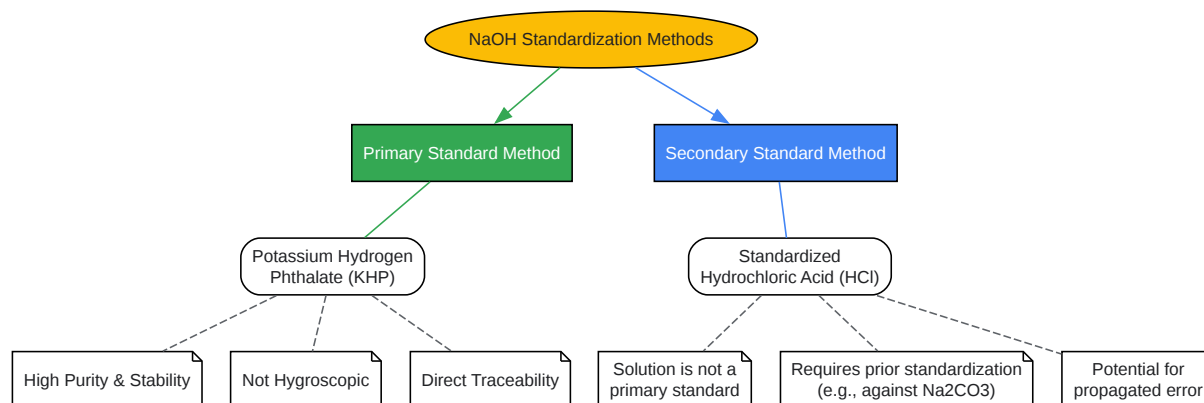 NaOH Standardization Methods
Primary Standard Method
Secondary Standard Method
Potassium Hydrogen
Phthalate (KHP)
Standardized
Hydrochloric Acid (HCl)
High Purity & Stability
Not Hygroscopic
Direct Traceability
Solution is not a
primary standard
Requires prior standardization
(e.g., against Na2CO3)
Potential for
propagated error